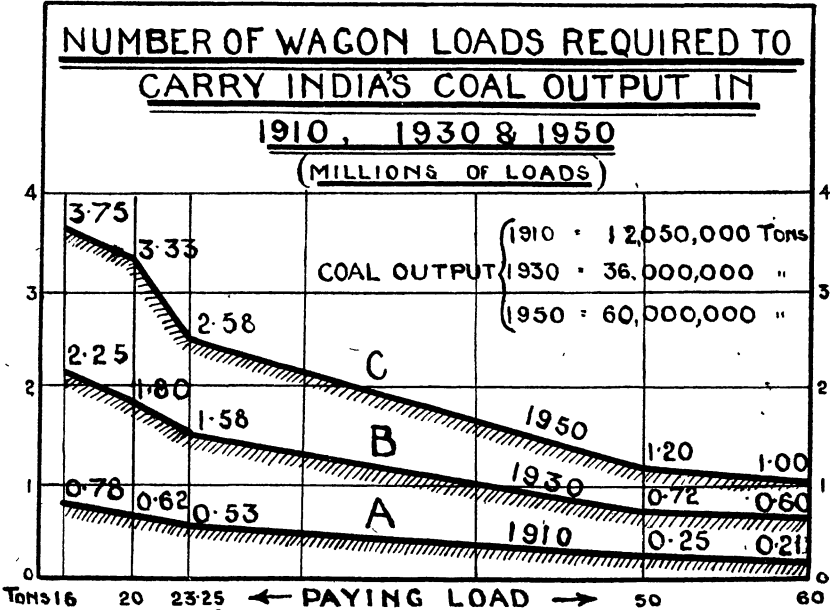 NUMBER OF WAGON LOADS REQUIRED TO
CARRY INDIA'S COAL OUTPUT IN
1910, 1930 & 1950
(MILLIONS OF LOADS)
4 4
3.75
3.33
COAL OUTPUT
1910 = 12,050,000 TONS
1930 = 36.000,000 "
1950 = 60,000,000 "
3 3
2.58
2.25
C
2 2
1.80
1.58
B
1950
1.20
1.00
1 1
0.78
0.62
0.53
A
1930
0.72
0.60
1910
0.25
0.21
0 0
TONS 16 20 23.25 ← PAYING LOAD → 50 60